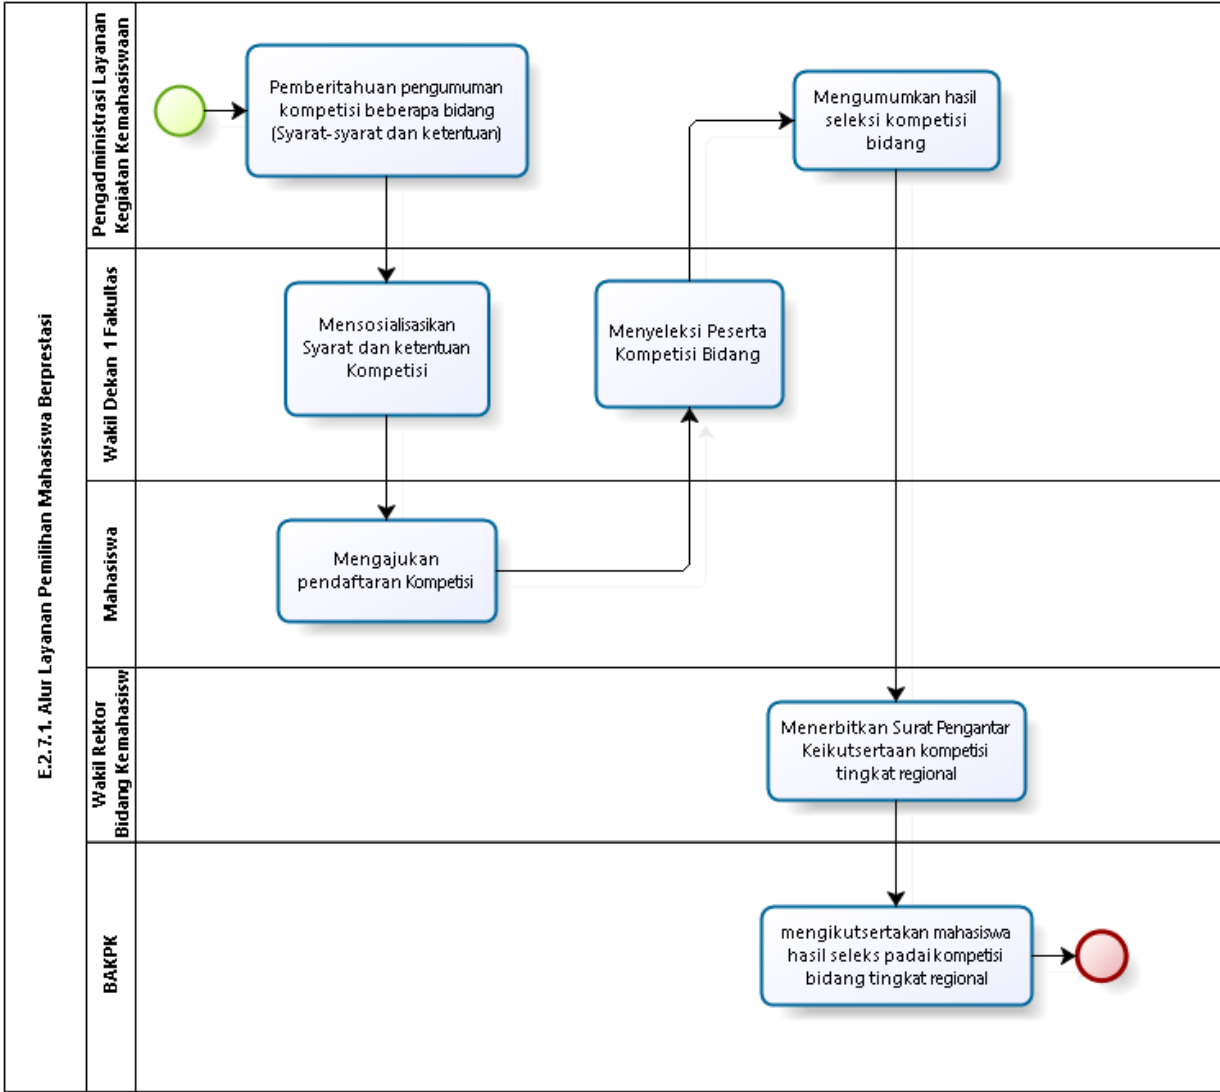 E.2.7.1. Alur Layanan Pemilihan Mahasiswa Berprestasi
Pengadministrasi Layanan
Kegiatan Kemahasiswaan
Pemberitahuan pengumuman
kompetisi beberapa bidang
(Syarat-syarat dan ketentuan)
Mengumumkan hasil
seleksi kompetisi
bidang
Wakil Dekan 1 Fakultas
Mensosialisasikan
Syarat dan ketentuan
Kompetisi
Menyeleksi Peserta
Kompetisi Bidang
Mahasiswa
Mengajukan
pendaftaran Kompetisi
Wakil Rektor
Bidang Kemahasisw
Menerbitkan Surat Pengantar
Keikutsertaan kompetisi
tingkat regional
BAKPK
mengikutsertakan mahasiswa
hasil seleks padai kompetisi
bidang tingkat regional